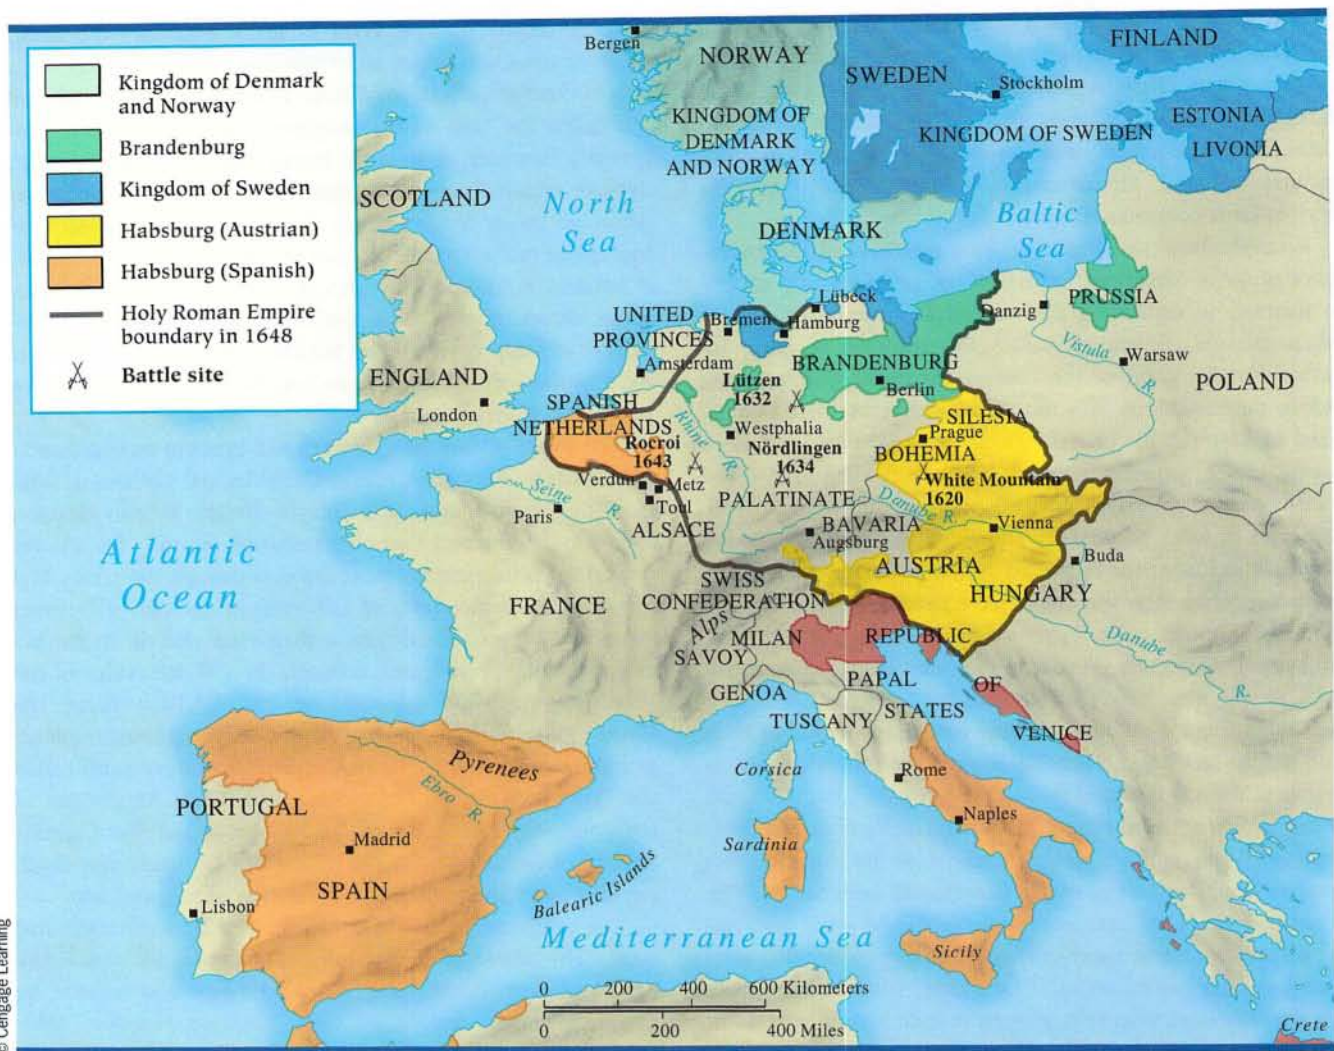 Kingdom of Denmark
and Norway
Brandenburg
Kingdom of Sweden
Habsburg (Austrian)
Habsburg (Spanish)
Holy Roman Empire
boundary in 1648
Battle site
Bergen
NORWAY
SWEDEN
FINLAND
Stockholm
KINGDOM OF
DENMARK
AND NORWAY
KINGDOM OF SWEDEN
ESTONIA
LIVONIA
SCOTLAND
North
Sea
Baltic
Sea
DENMARK
Lübeck
UNITED
PROVINCES
Bremen
Hamburg
Danzig
PRUSSIA
Amsterdam
BRANDENBURG
Vistula
R.
Warsaw
POLAND
ENGLAND
London
Lützen
1632
Berlin
SPANISH
NETHERLANDS
Rhine
R.
Westphalia
SILESIA
Prague
BOHEMIA
Rocroi
1643
Nördlingen
1634
White Mountain
1620
Verdun
Metz
Toul
PALATINATE
Seine
R.
Paris
ALSACE
Danube R.
BAVARIA
Augsburg
Vienna
Buda
Atlantic
Ocean
AUSTRIA
HUNGARY
FRANCE
SWISS
CONFEDERATION
Alps
MILAN
SAVOY
REPUBLIC
OF
VENICE
Danube
R.
GENOA
PAPAL
STATES
TUSCANY
Pyrenees
Ebro R.
Corsica
Rome
PORTUGAL
Madrid
Sardinia
Naples
SPAIN
Lisbon
Balearic Islands
Mediterranean Sea
Sicily
0 200 400 600 Kilometers
0 200 400 Miles
Crete
© Cengage Learning